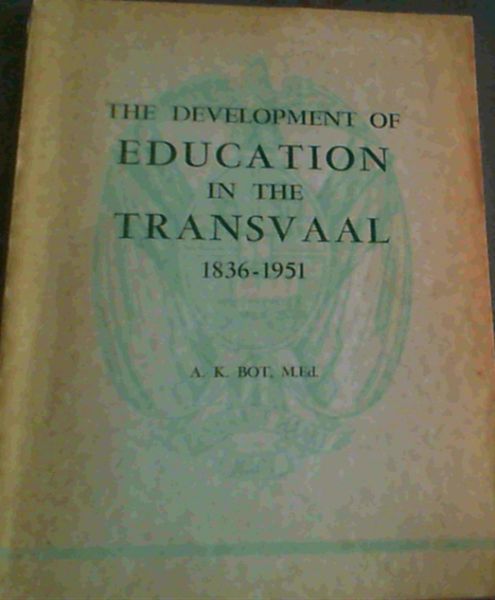 THE DEVELOPMENT OF
EDUCATION
IN THE
TRANSVAAL
1836-1951
A. K. BOT, M.Ed.